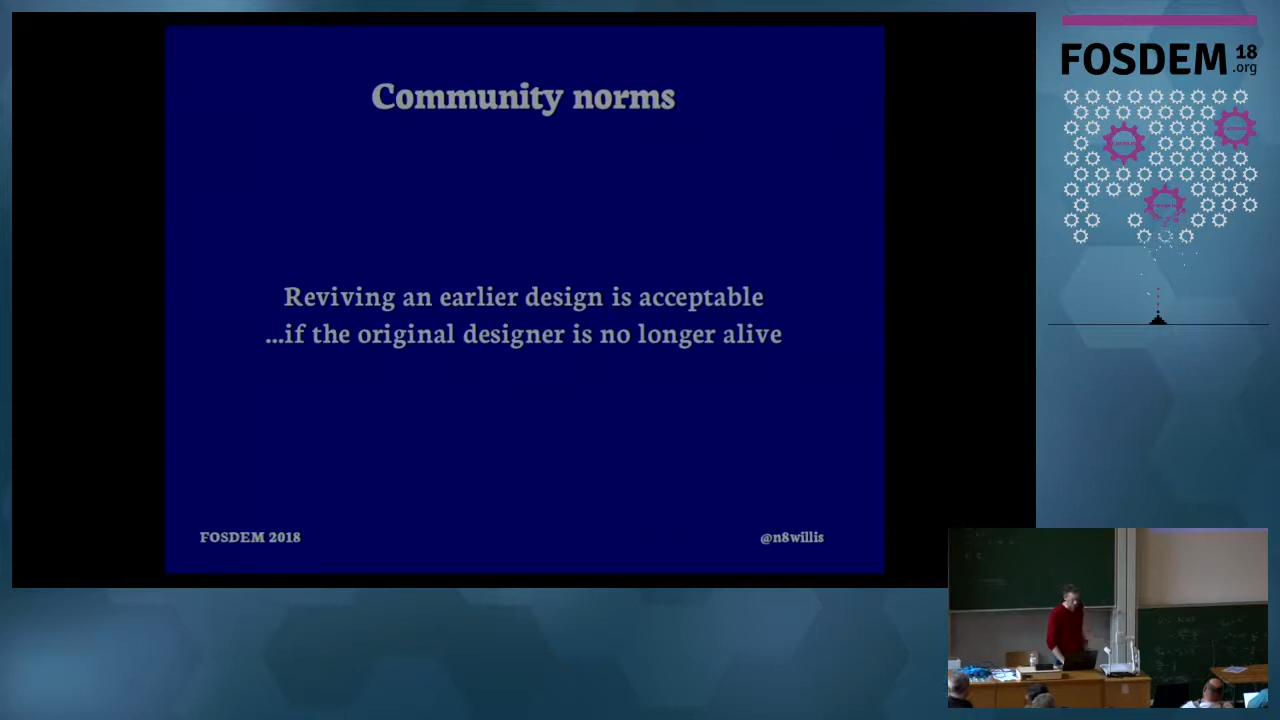 Community norms
Reviving an earlier design is acceptable
...if the original designer is no longer alive
FOSDEM 2018
@n8willis
FOSDEM 18
.org